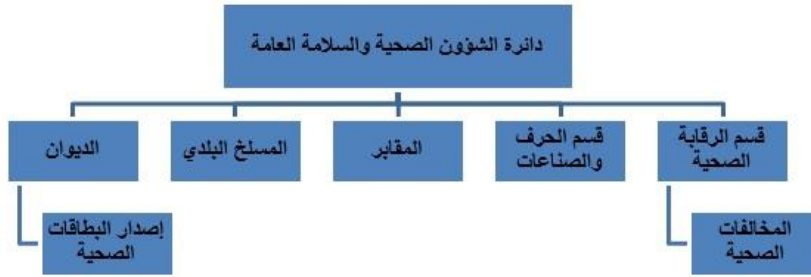 دائرة الشؤون الصحية والسلامة العامة
قسم الرقابة
الصحية
قسم الحرف
والصناعات
المقابر
المسلخ البلدي
الديوان
المخالفات
الصحية
إصدار البطاقات
الصحية